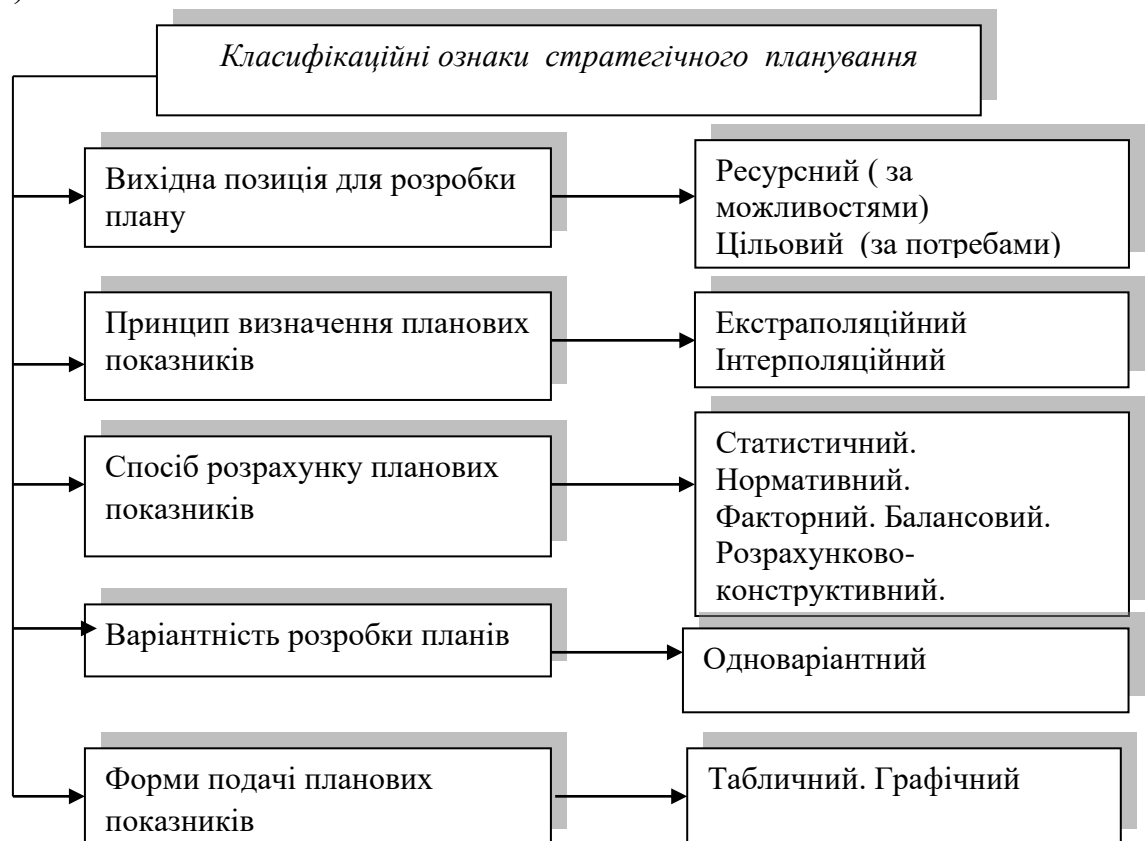 )
Класифікаційні ознаки стратегічного планування
Вихідна позиція для розробки
плану
Ресурсний ( за
можливостями)
Цільовий (за потребами)
Принцип визначення планових
показників
Екстраполяційний
Інтерполяційний
Спосіб розрахунку планових
показників
Статистичний.
Нормативний.
Факторний. Балансовий.
Розрахунково-
конструктивний.
Варіантність розробки планів
Одноваріантний
Форми подачі планових
показників
Табличний. Графічний